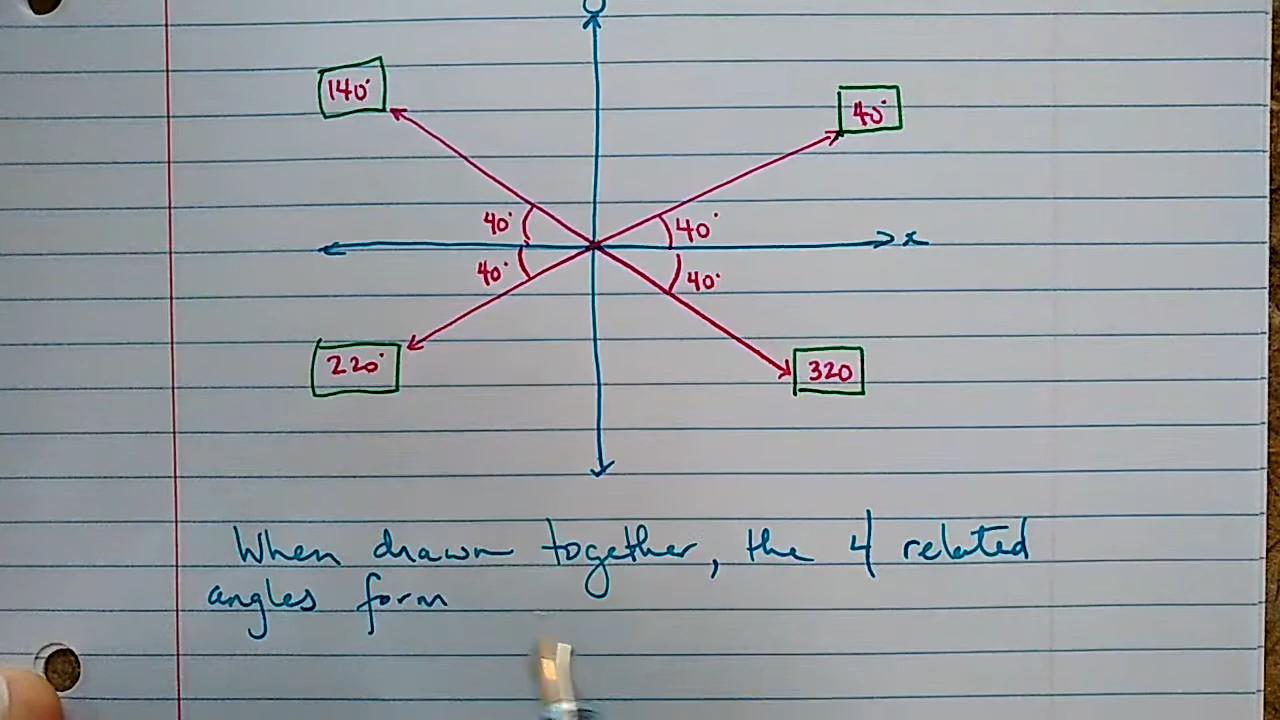 140°
40°
40°
40°
x
40°
40°
220°
320
When drawn together, the 4 related
angles form